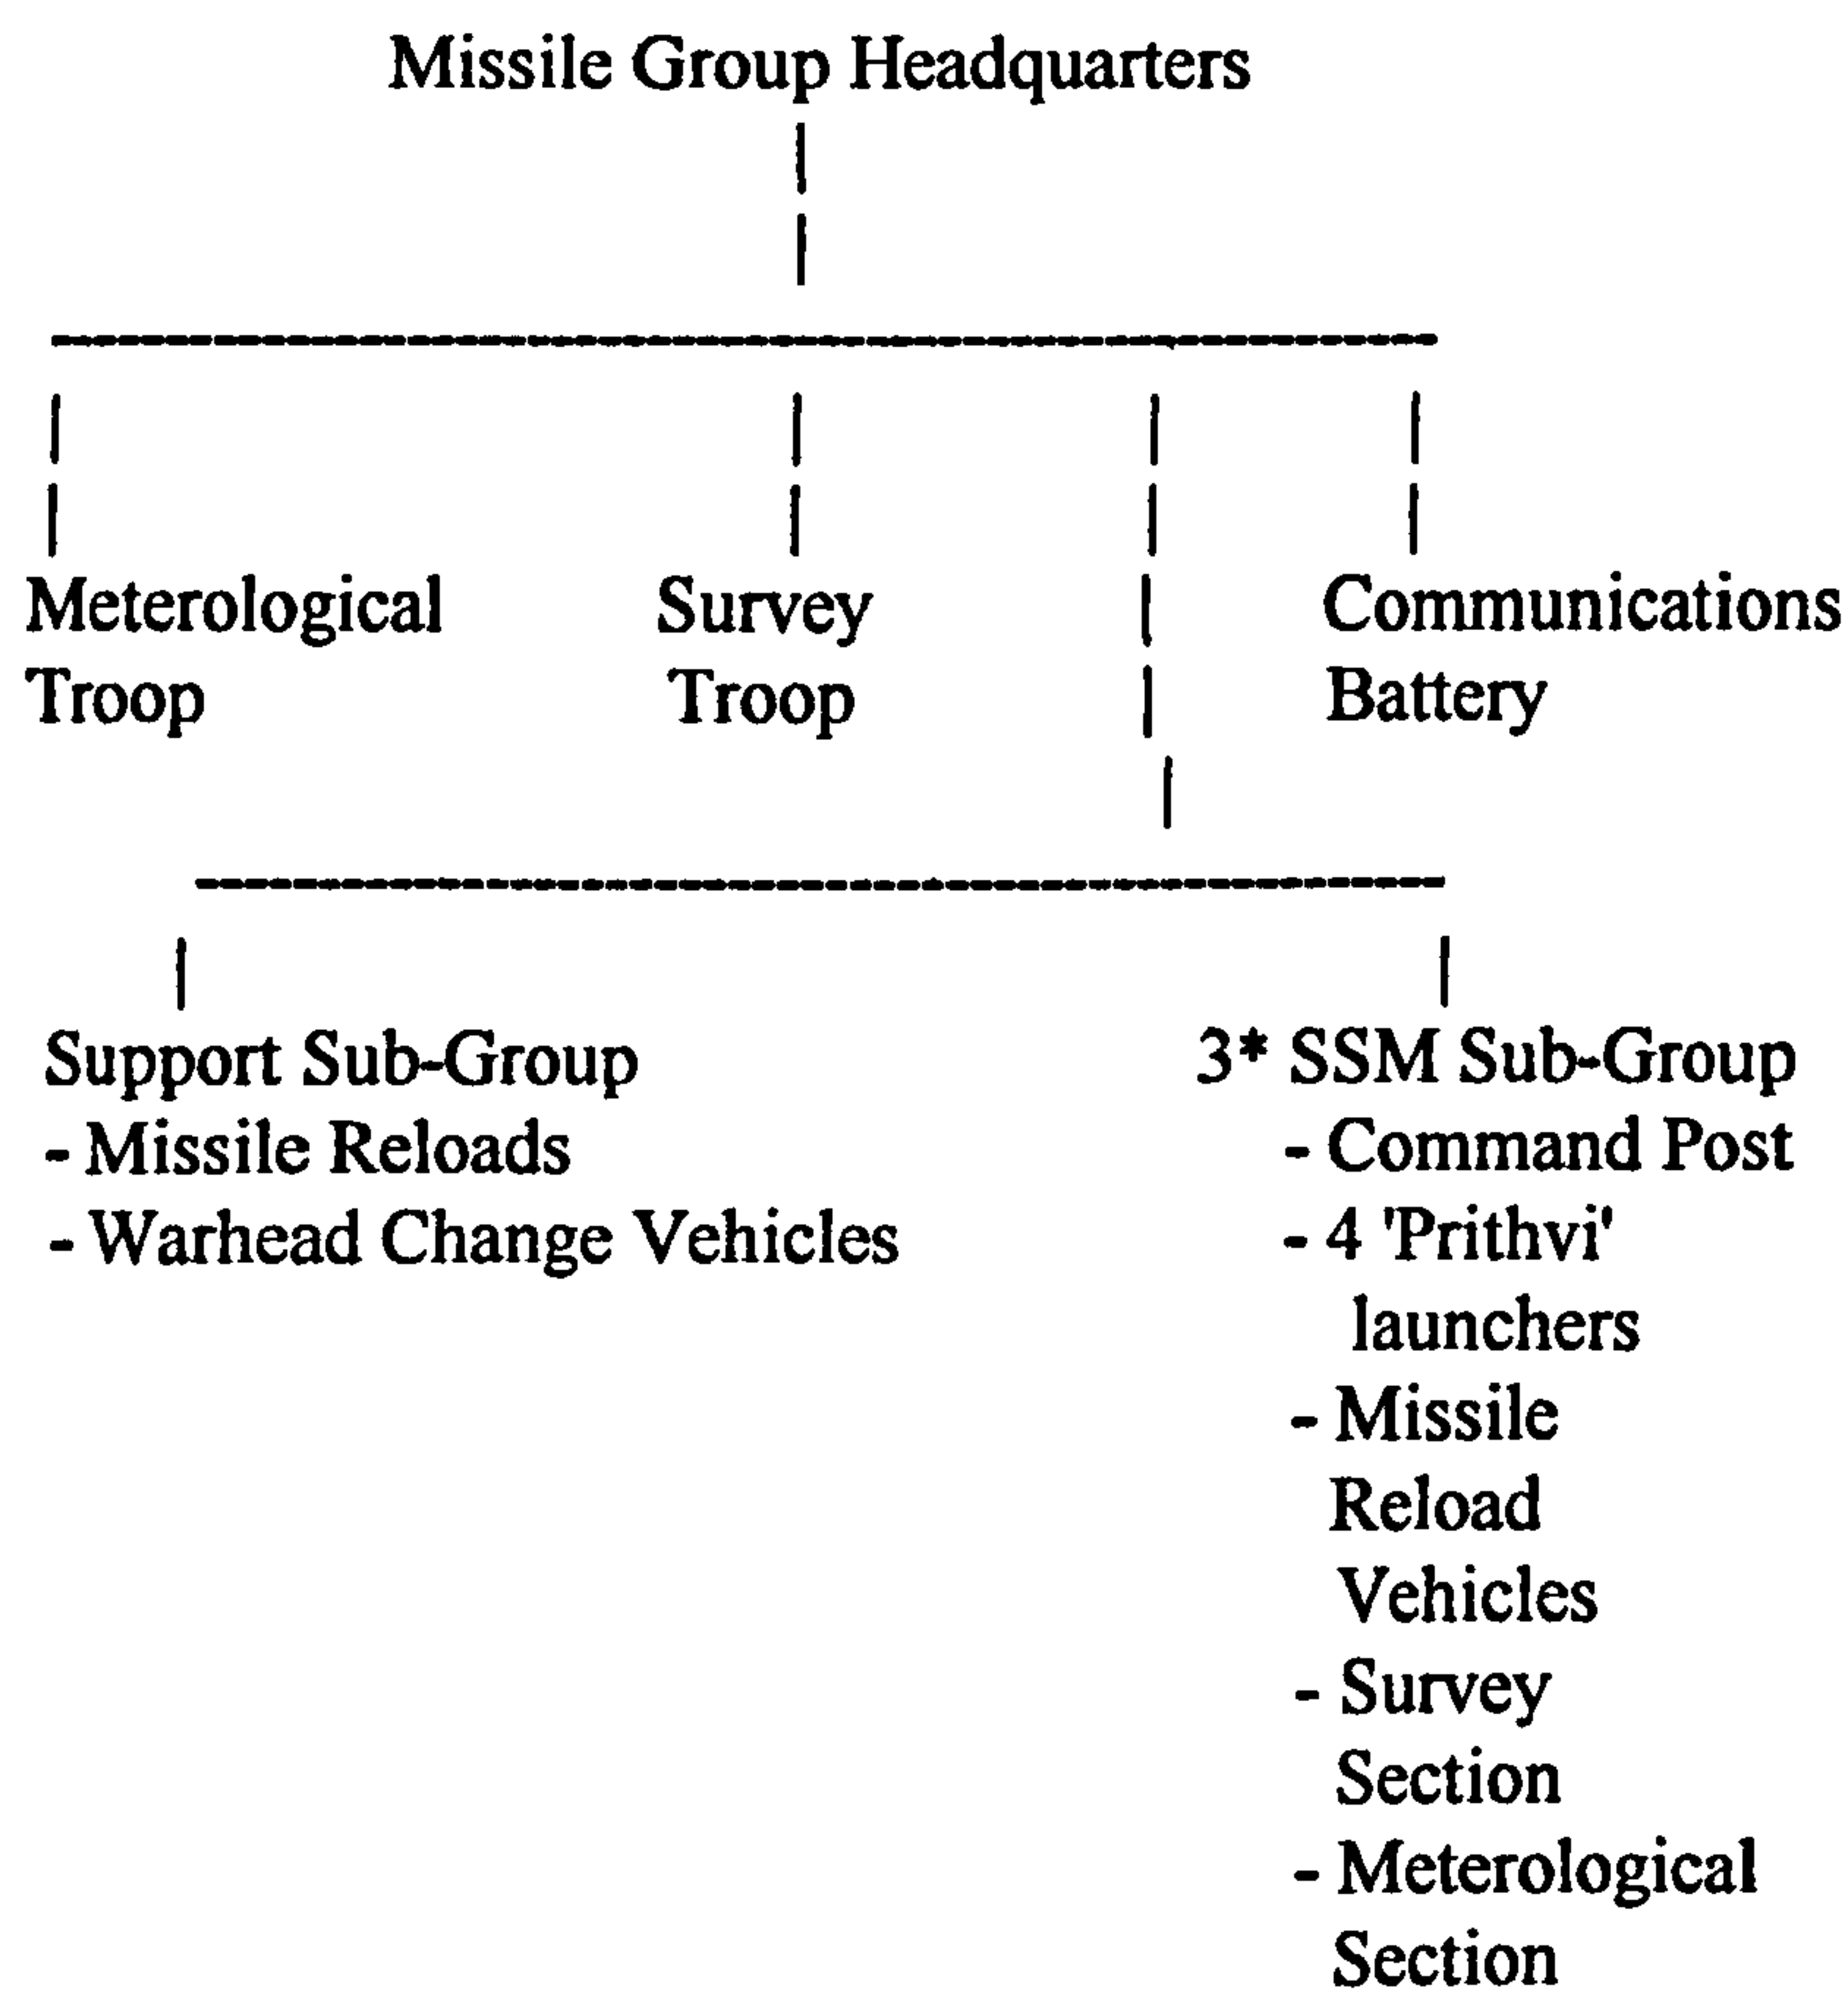 Missile Group Headquarters
Meterological Troop
Survey Troop
Communications Battery
Support Sub-Group
- Missile Reloads
- Warhead Change Vehicles
3* SSM Sub-Group
- Command Post
- 4 'Prithvi'
launchers
- Missile
Reload
Vehicles
- Survey
Section
- Meterological
Section